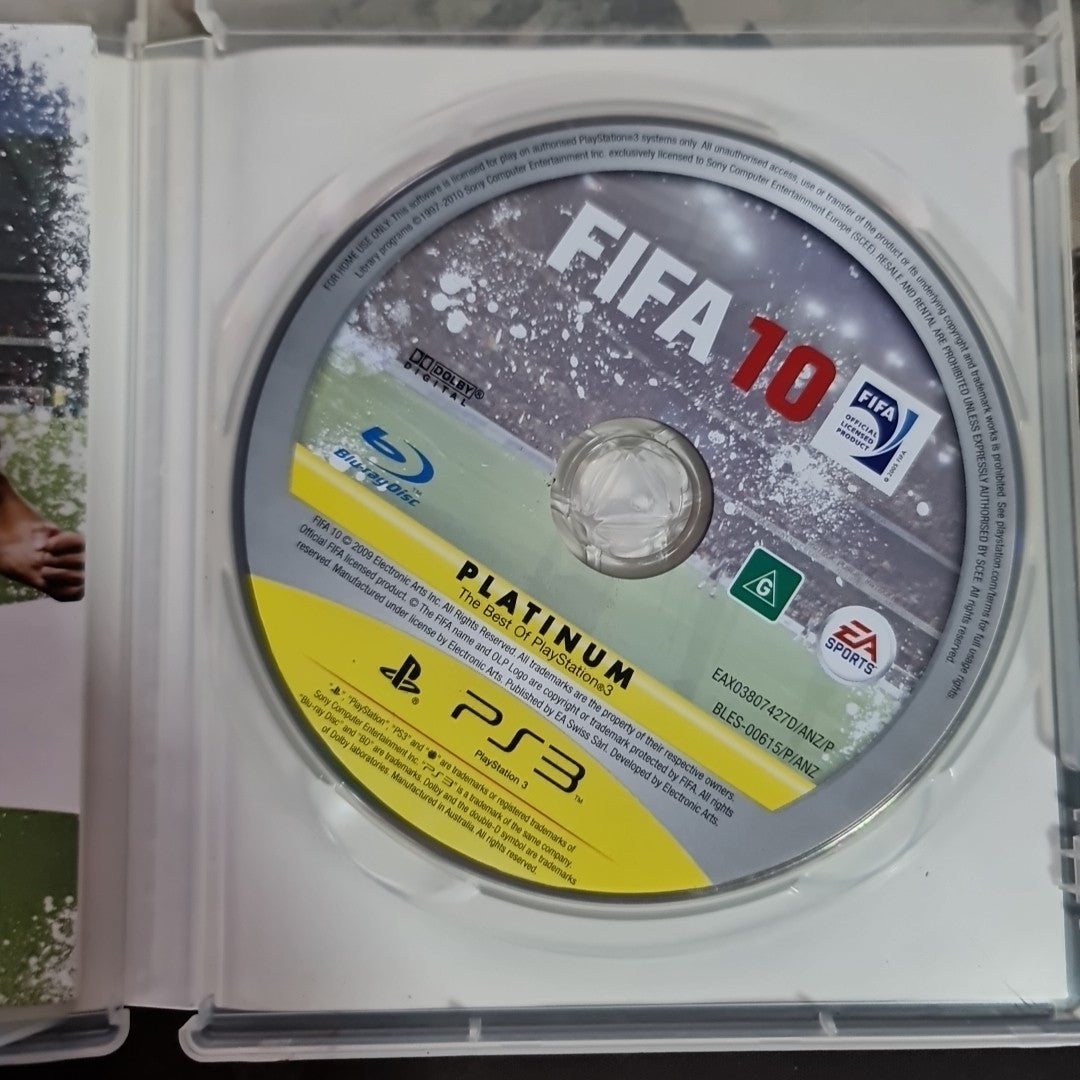 FOR HOME USE ONLY. This software is licensed for play on authorised PlayStation®3 systems only. All unauthorised access, use or transfer of the product or its underlying copyright and trademark works is prohibited. See playstation.com/terms for full usage rights.
Library programs ©1997-2010 Sony Computer Entertainment Inc. exclusively licensed to Sony Computer Entertainment Europe (SCEE). RESALE AND RENTAL ARE PROHIBITED UNLESS EXPRESSLY AUTHORISED BY SCEE. All rights reserved.
FIFA 10
DOLBY®
DIGITAL
FIFA
OFFICIAL
LICENSED
PRODUCT
© 2005 FIFA
Blu-ray Disc™
G
EA
SPORTS
PLATINUM
The Best Of PlayStation®3
EAX03807427D/ANZ/P
BLES-00615/P/ANZ
FIFA 10 © 2009 Electronic Arts Inc. All Rights Reserved. All trademarks are the property of their respective owners.
Official FIFA licensed product. © The FIFA name and OLP Logo are copyright or trademark protected by FIFA. All rights
reserved. Manufactured under license by Electronic Arts. Published by EA Swiss Sàrl. Developed by Electronic Arts.
®
PS3™
PlayStation 3
"", "PlayStation", "PS3" and "" are trademarks or registered trademarks of
Sony Computer Entertainment Inc. "PS3" is a trademark of the same company.
"Blu-ray Disc" and "BD" are trademarks. Dolby and the double-D symbol are trademarks
of Dolby laboratories. Manufactured in Australia. All rights reserved.